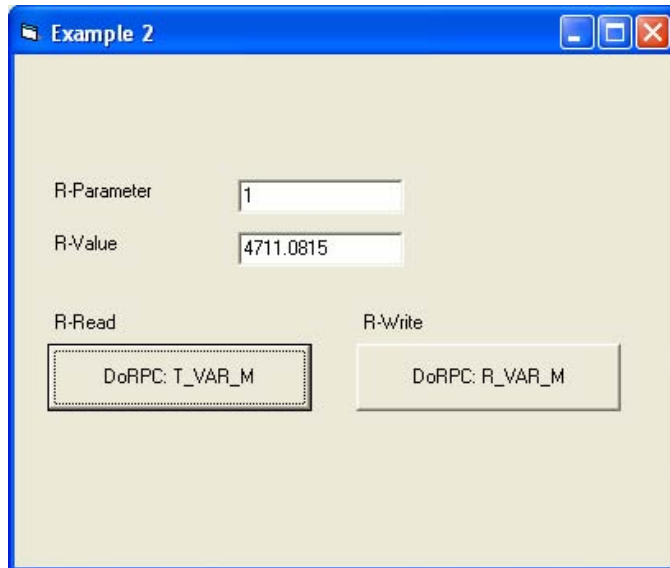 Example 2
R-Parameter 1
R-Value 4711.0815
R-Read R-Write
DoRPC: T_VAR_M DoRPC: R_VAR_M